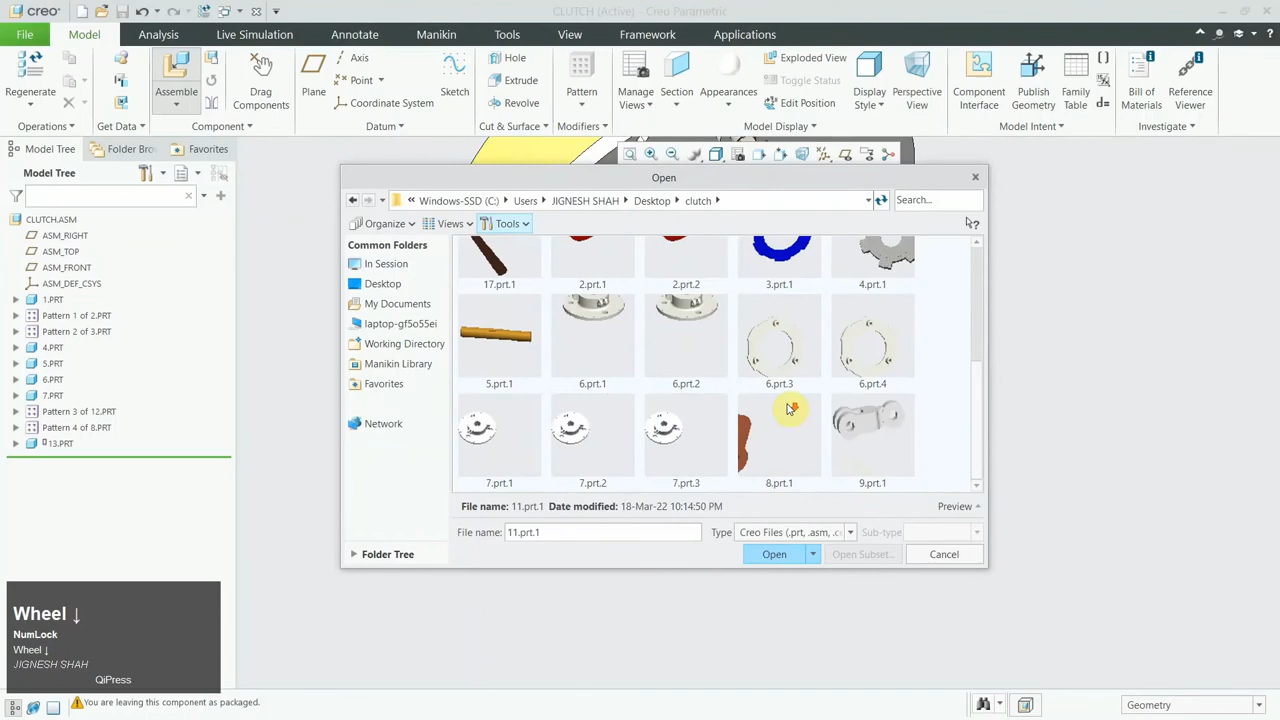 creo
CLUTCH (Active) - Creo Parametric
File
Model
Analysis
Live Simulation
Annotate
Manikin
Tools
View
Framework
Applications
Regenerate
Assemble
Drag
Components
Plane
Axis
Point
Coordinate System
Sketch
Hole
Extrude
Revolve
Pattern
Manage
Views
Section
Appearances
Exploded View
Toggle Status
Edit Position
Display
Style
Perspective
View
Component
Interface
Publish
Geometry
Family
Table
Bill of
Materials
Reference
Viewer
Operations
Get Data
Component
Datum
Cut & Surface
Modifiers
Model Display
Model Intent
Investigate
Model Tree
Folder Bro
Favorites
Model Tree
CLUTCH.ASM
ASM_RIGHT
ASM_TOP
ASM_FRONT
ASM_DEF_CSYS
1.PRT
Pattern 1 of 2.PRT
Pattern 2 of 3.PRT
4.PRT
5.PRT
6.PRT
7.PRT
Pattern 3 of 12.PRT
Pattern 4 of 8.PRT
13.PRT
Open
Windows-SSD (C:) Users JIGNESH SHAH Desktop clutch
Search...
Organize
Views
Tools
Common Folders
In Session
Desktop
My Documents
laptop-gf5o55ei
Working Directory
Manikin Library
Favorites
Network
Folder Tree
17.prt.1
2.prt.1
2.prt.2
3.prt.1
4.prt.1
5.prt.1
6.prt.1
6.prt.2
6.prt.3
6.prt.4
7.prt.1
7.prt.2
7.prt.3
8.prt.1
9.prt.1
File name: 11.prt.1 Date modified: 18-Mar-22 10:14:50 PM
Preview
File name: 11.prt.1
Type Creo Files (.prt, .asm, .c
Sub-type
Open
Open Subset...
Cancel
Wheel ↓
NumLock
Wheel ↓
JIGNESH SHAH
QiPress
You are leaving this component as packaged.
Geometry